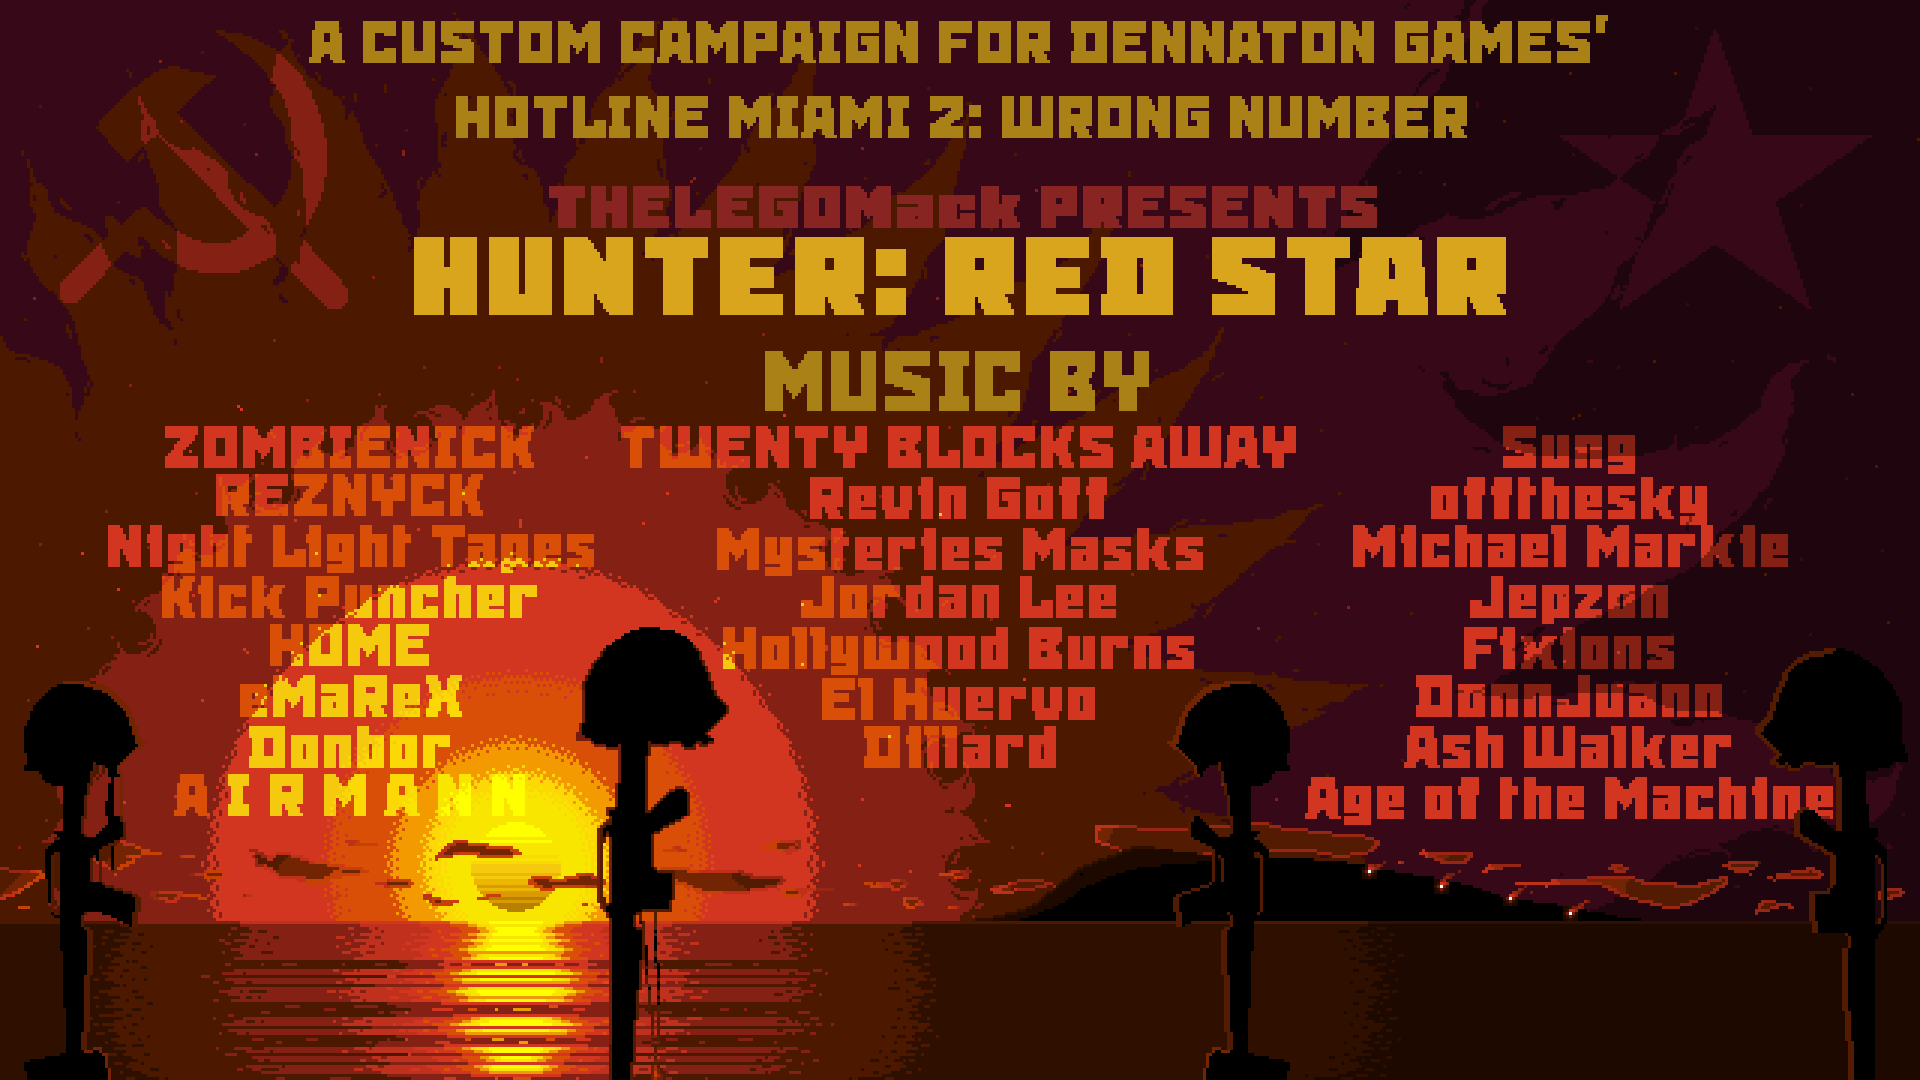 A CUSTOM CAMPAIGN FOR DENNATON GAMES'
HOTLINE MIAMI 2: WRONG NUMBER
THELEGOMack PRESENTS
HUNTER: RED STAR
MUSIC BY
ZOMBIENICK
REZNYCK
Night Light Tapes
Kick Puncher
HOME
eMaReX
Donbor
A I R M A N N
TWENTY BLOCKS AWAY
Revin Goff
Mysteries Masks
Jordan Lee
Hollywood Burns
El Huervo
Dillard
Sung
offthesky
Michael Markie
Jepzon
Fixions
DonnJuann
Ash Walker
Age of the Machine